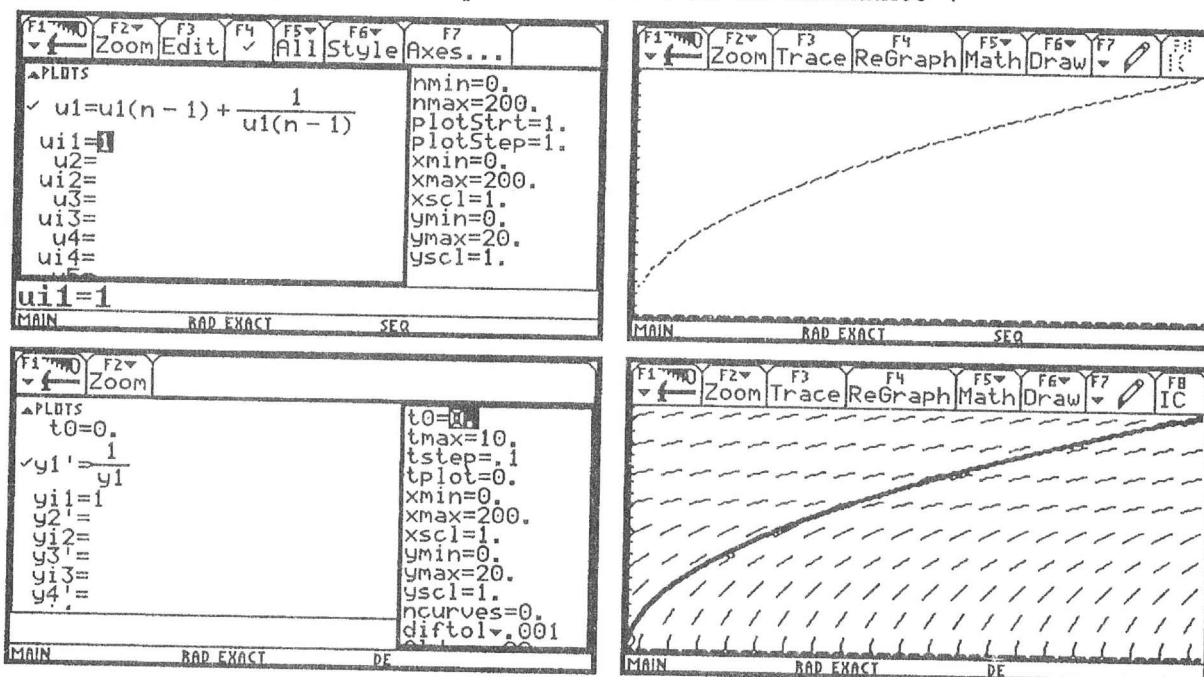 F1 F2 Zoom F3 Edit F4 ✓ F5 All F6 Style F7 Axes...
PLOTS
✓ u1=u1(n - 1) + 1/u1(n - 1)
ui1=1
u2=
ui2=
u3=
ui3=
u4=
ui4=
nmin=0.
nmax=200.
plotStrt=1.
plotStep=1.
xmin=0.
xmax=200.
xscl=1.
ymin=0.
ymax=20.
yscl=1.
ui1=1
MAIN RAD EXACT SEQ
F1 F2 Zoom F3 Trace F4 ReGraph F5 Math F6 Draw F7
MAIN RAD EXACT SEQ
F1 F2 Zoom
PLOTS
t0=0.
✓y1'=1/y1
yi1=1
y2'=
yi2=
y3'=
yi3=
y4'=
t0=0.
tmax=10.
tstep=.1
tplot=0.
xmin=0.
xmax=200.
xscl=1.
ymin=0.
ymax=20.
yscl=1.
ncurves=0.
diftol▾.001
MAIN RAD EXACT DE
F1 F2 Zoom F3 Trace F4 ReGraph F5 Math F6 Draw F7 F8 IC
MAIN RAD EXACT DE